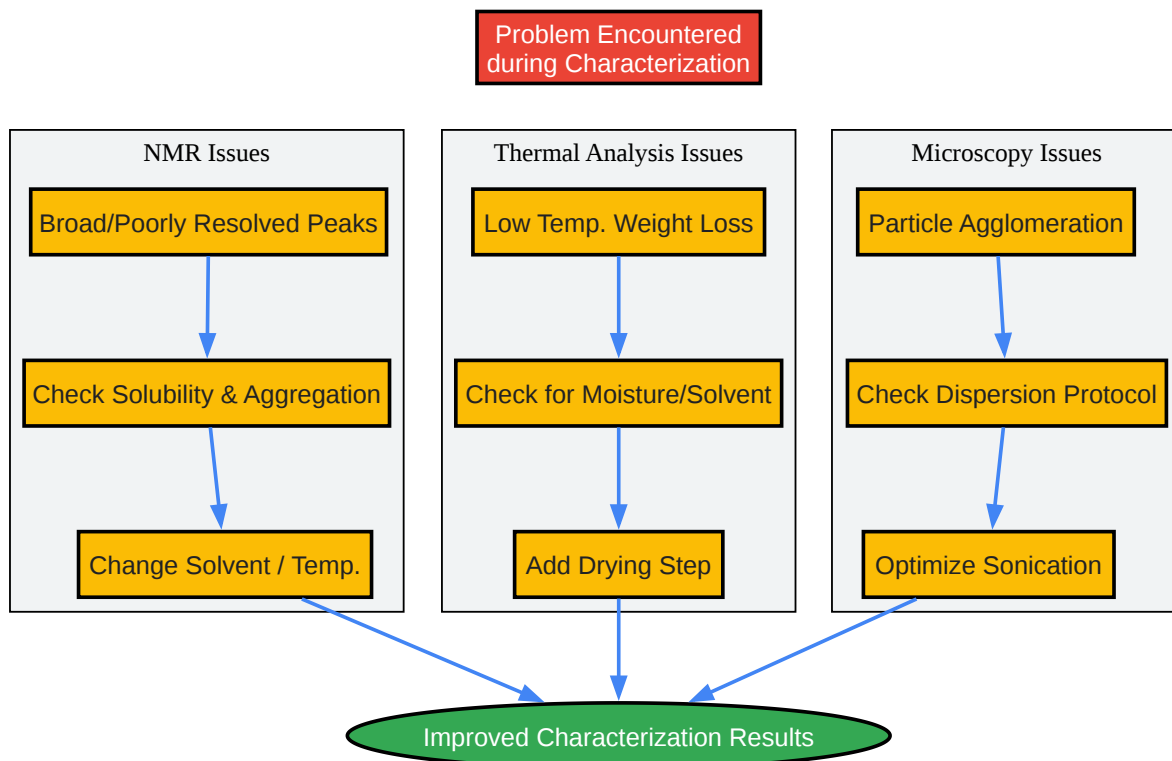 Problem Encountered
during Characterization
NMR Issues
Broad/Poorly Resolved Peaks
Check Solubility & Aggregation
Change Solvent / Temp.
Thermal Analysis Issues
Low Temp. Weight Loss
Check for Moisture/Solvent
Add Drying Step
Microscopy Issues
Particle Agglomeration
Check Dispersion Protocol
Optimize Sonication
Improved Characterization Results